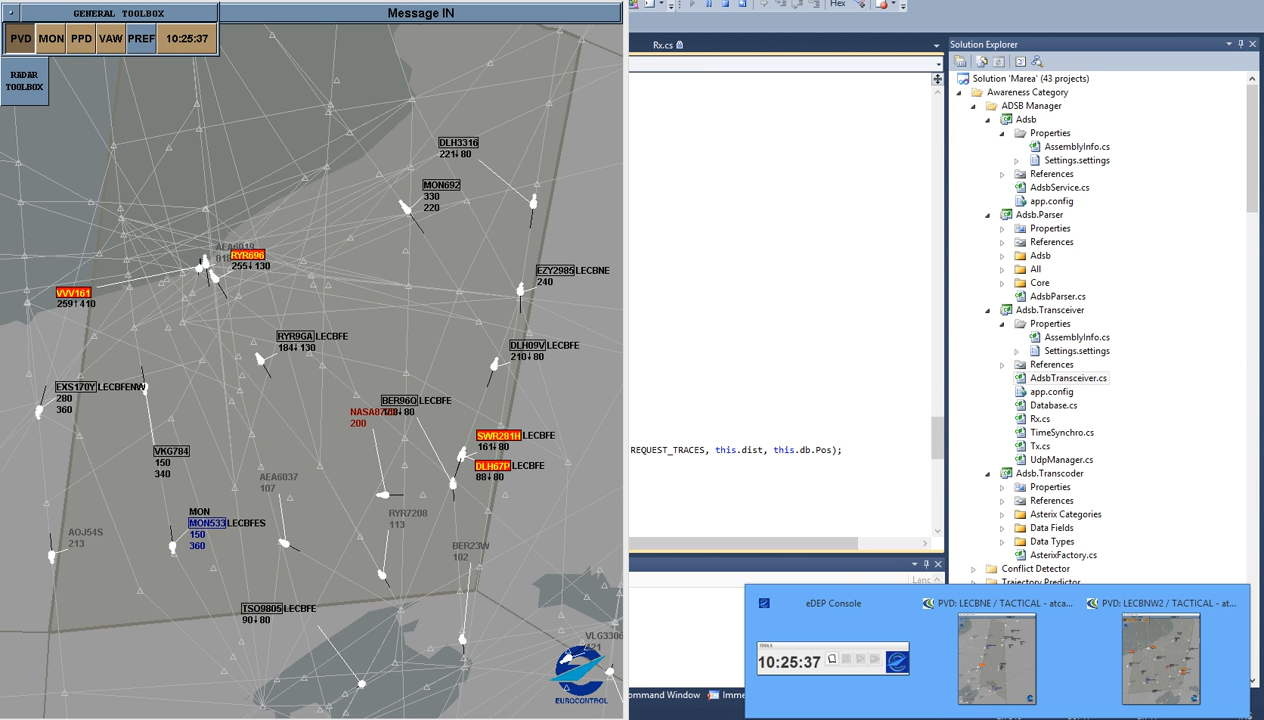 GENERAL TOOLBOX
Message IN
PVD MON PPD VAW PREF 10:25:37
RADAR
TOOLBOX
DLH3316
221↓ 80
MON692
330
220
RYR696
255↓ 130
VVV161
259↑ 410
EZY2985LECBNE
240
RYR9GA LECBFE
184↓ 130
DLH09V LECBFE
210↓ 80
EXS170Y LECBFENW
280
360
BER96O LECBFE
200
SWR281H LECBFE
161↓ 80
DLH67P LECBFE
88↓ 80
VKG784
150
340
AEA6037
107
MON
MON533 LECBFES
150
360
RYR7208
113
AOJ54S
213
BER23W
102
TSO9805 LECBFE
90↓ 80
VLG3306
EUROCONTROL
Hex
Rx.cs
REQUEST_TRACES, this.dist, this.db.Pos);
Solution Explorer
Solution 'Marea' (43 projects)
Awareness Category
ADSB Manager
Adsb
Properties
AssemblyInfo.cs
Settings.settings
References
AdsbService.cs
app.config
Adsb.Parser
Properties
References
Adsb
All
Core
AdsbParser.cs
Adsb.Transceiver
Properties
AssemblyInfo.cs
Settings.settings
References
AdsbTransceiver.cs
app.config
Database.cs
Rx.cs
TimeSynchro.cs
Tx.cs
UdpManager.cs
Adsb.Transcoder
Properties
References
Asterix Categories
Data Fields
Data Types
AsterixFactory.cs
Conflict Detector
Trajectory Predictor
Lanc
eDEP Console
PVD: LECBNE / TACTICAL - atca...
PVD: LECBNW2 / TACTICAL - at...
TOOLS
10:25:37
ommand Window
Imme